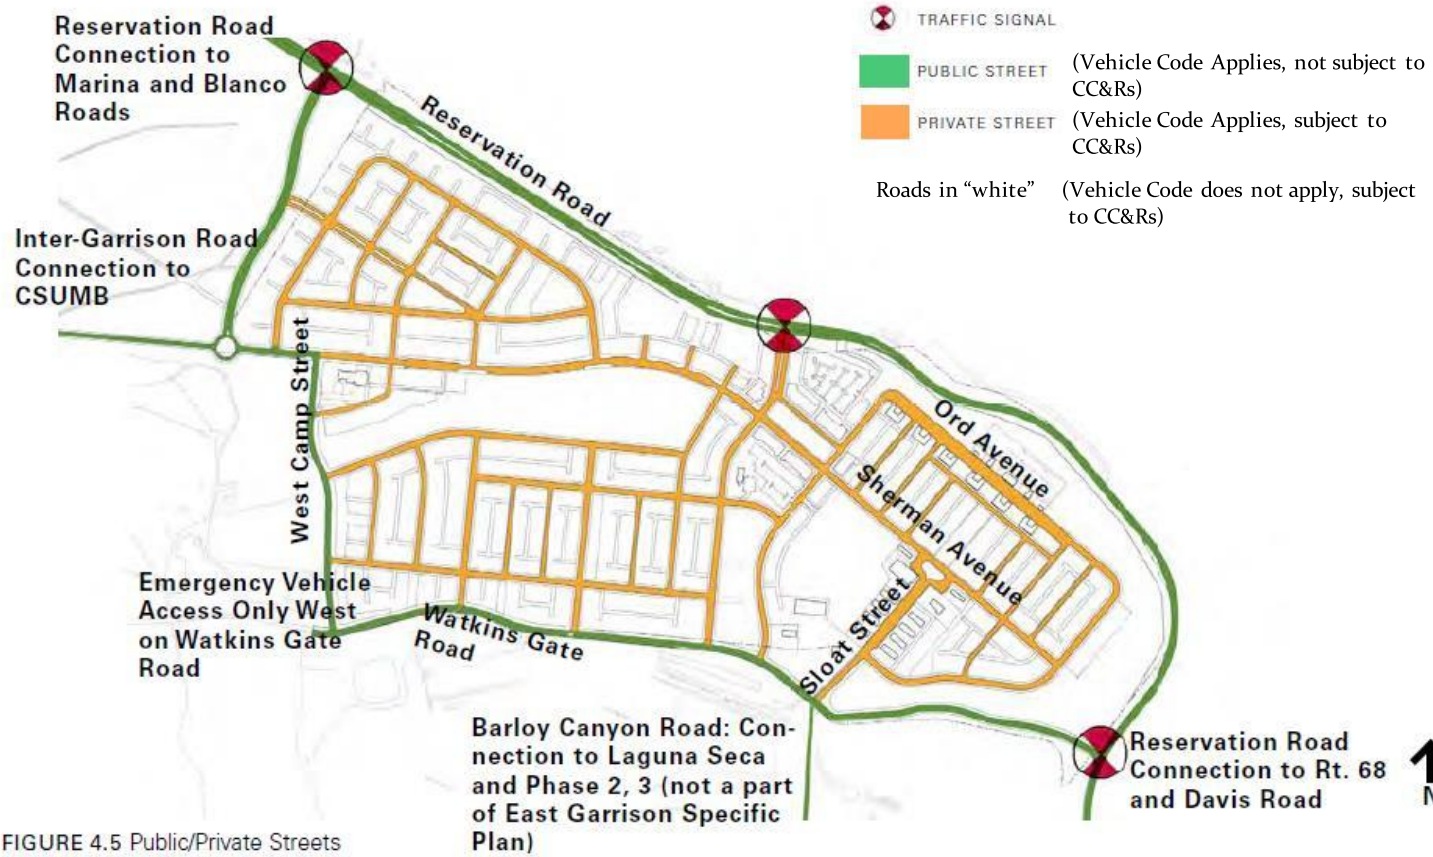 Reservation Road
Connection to
Marina and Blanco
Roads
TRAFFIC SIGNAL
PUBLIC STREET
(Vehicle Code Applies, not subject to
CC&Rs)
PRIVATE STREET
(Vehicle Code Applies, subject to
CC&Rs)
Roads in “white”
(Vehicle Code does not apply, subject
to CC&Rs)
Reservation Road
Inter-Garrison Road
Connection to
CSUMB
West Camp Street
Ord Avenue
Sherman Avenue
Sloat Street
Emergency Vehicle
Access Only West
on Watkins Gate
Road
Watkins Gate
Road
Barloy Canyon Road: Con-
nection to Laguna Seca
and Phase 2, 3 (not a part
of East Garrison Specific
Plan)
Reservation Road
Connection to Rt. 68
and Davis Road
N
FIGURE 4.5 Public/Private Streets